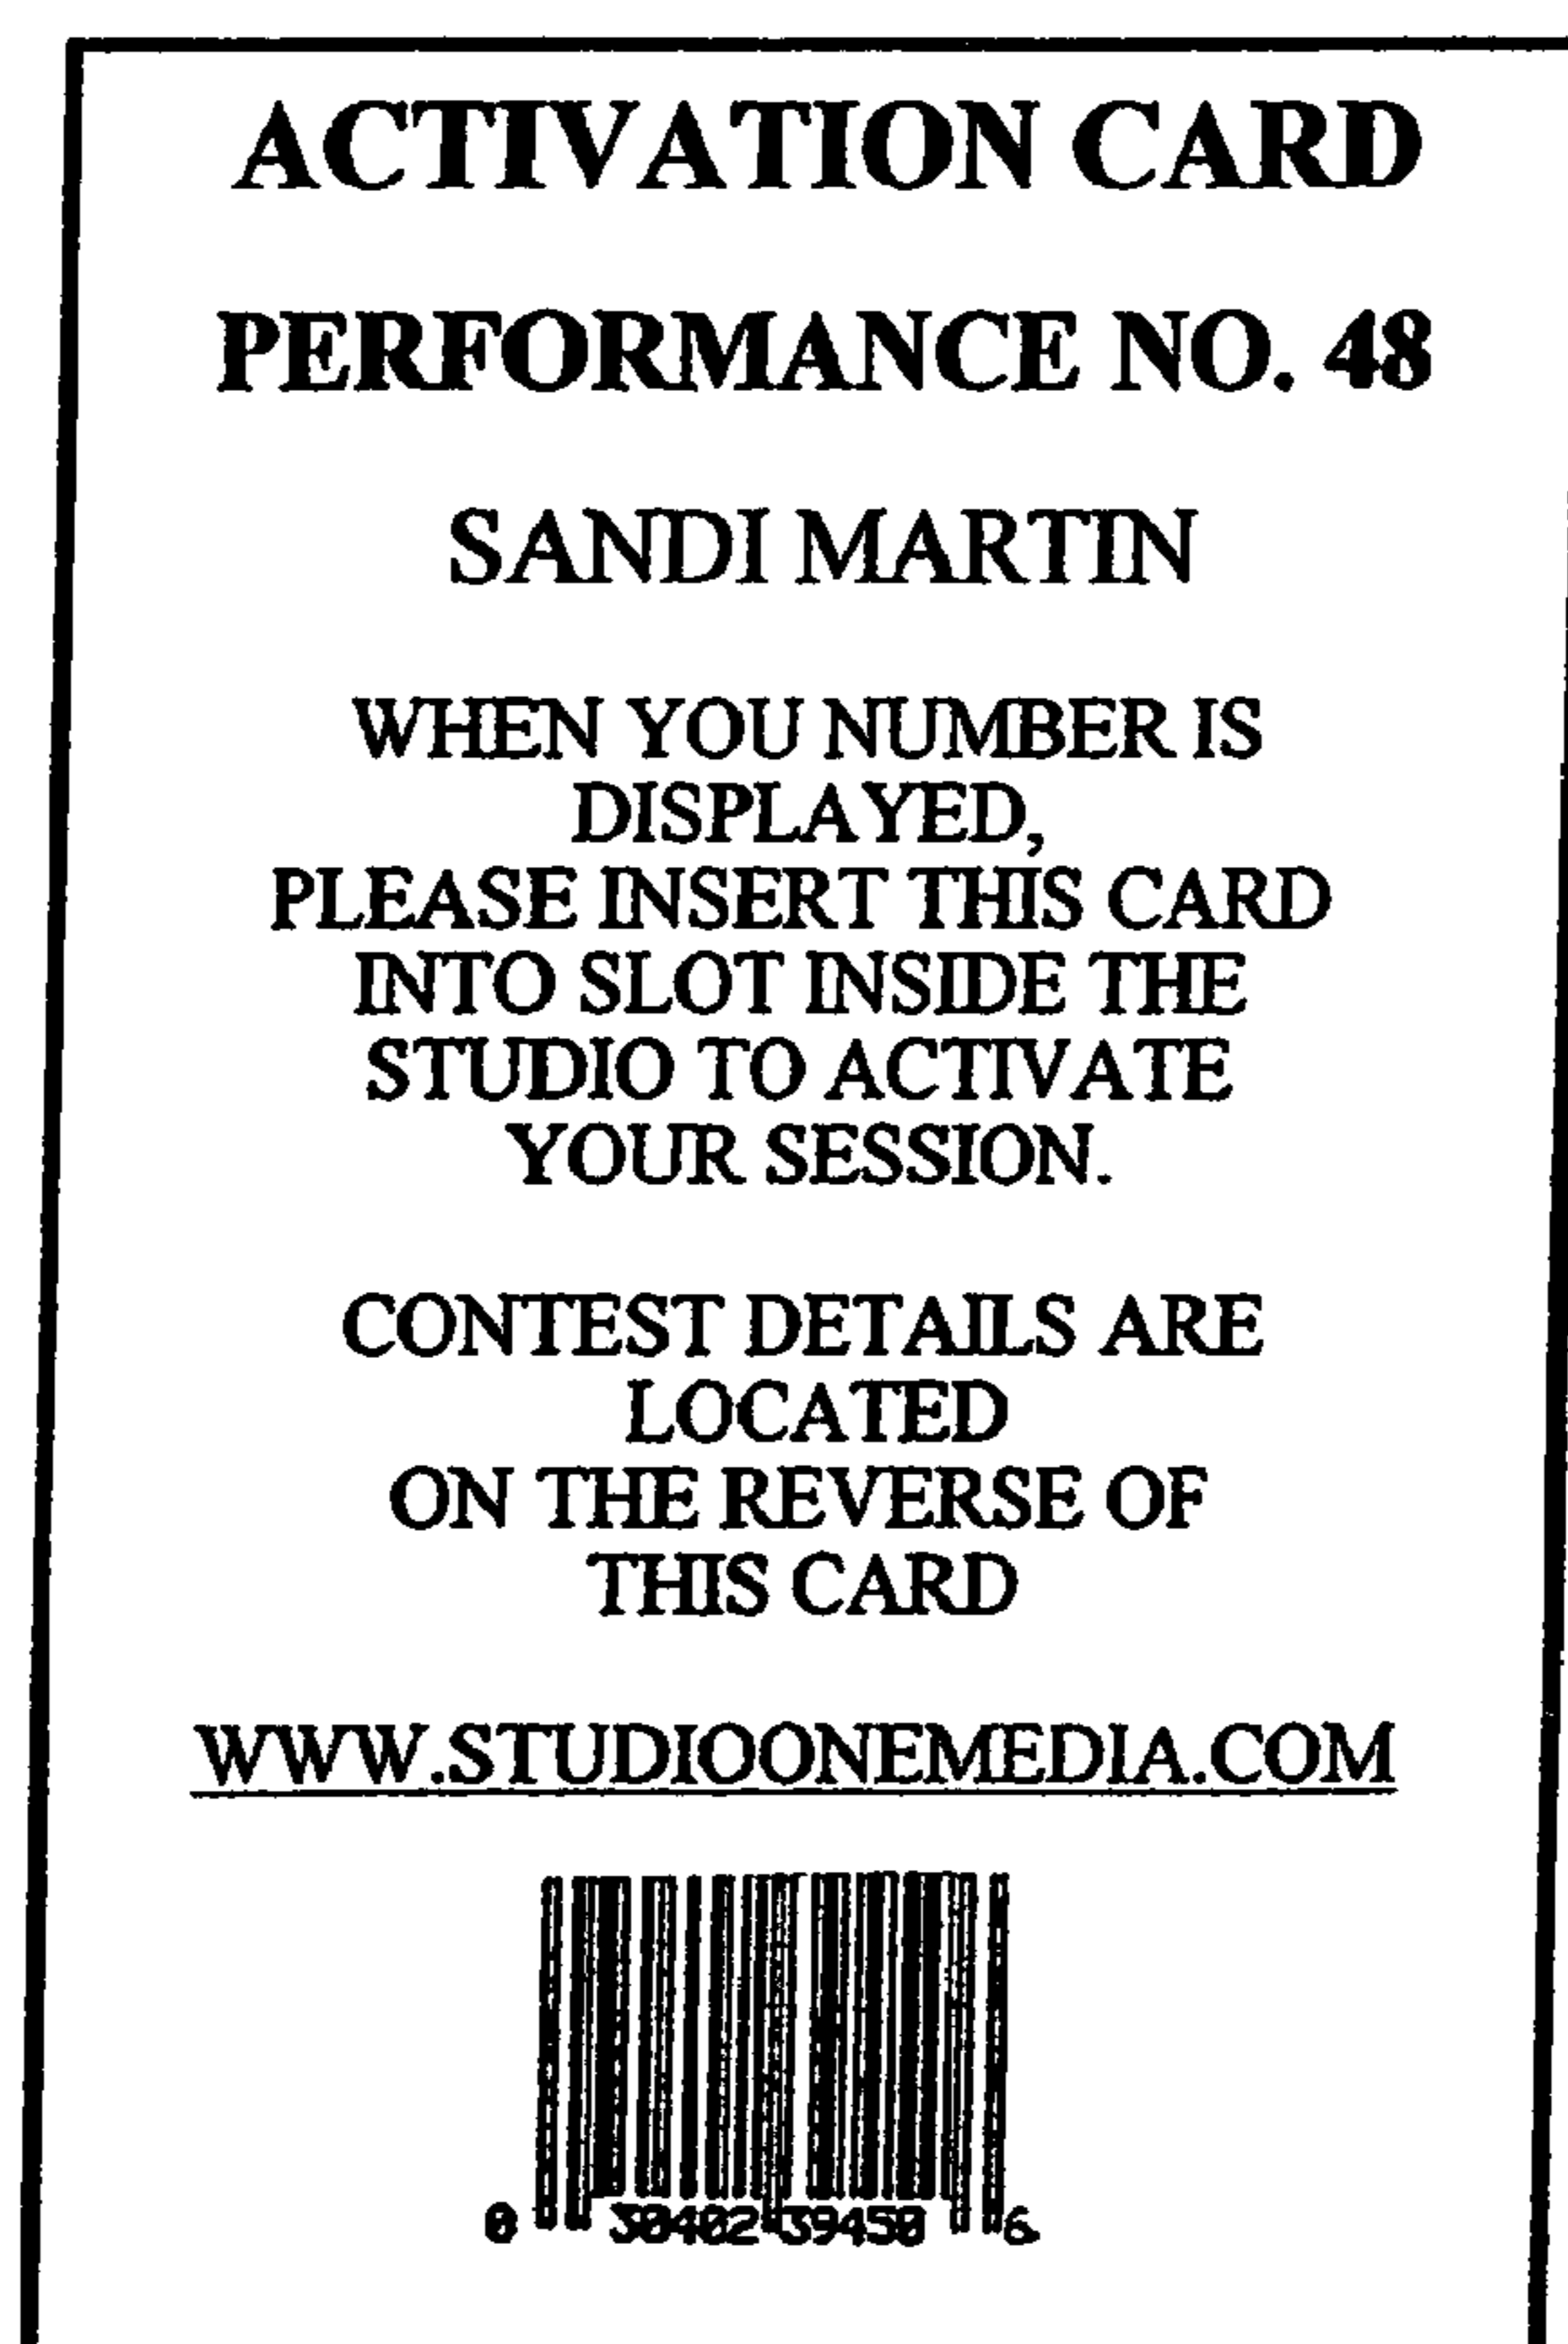 ACTIVATION CARD
PERFORMANCE NO. 48
SANDI MARTIN
WHEN YOU NUMBER IS
DISPLAYED,
PLEASE INSERT THIS CARD
INTO SLOT INSIDE THE
STUDIO TO ACTIVATE
YOUR SESSION.
CONTEST DETAILS ARE
LOCATED
ON THE REVERSE OF
THIS CARD
WWW.STUDIOONEMEDIA.COM
0 30402 39450 6